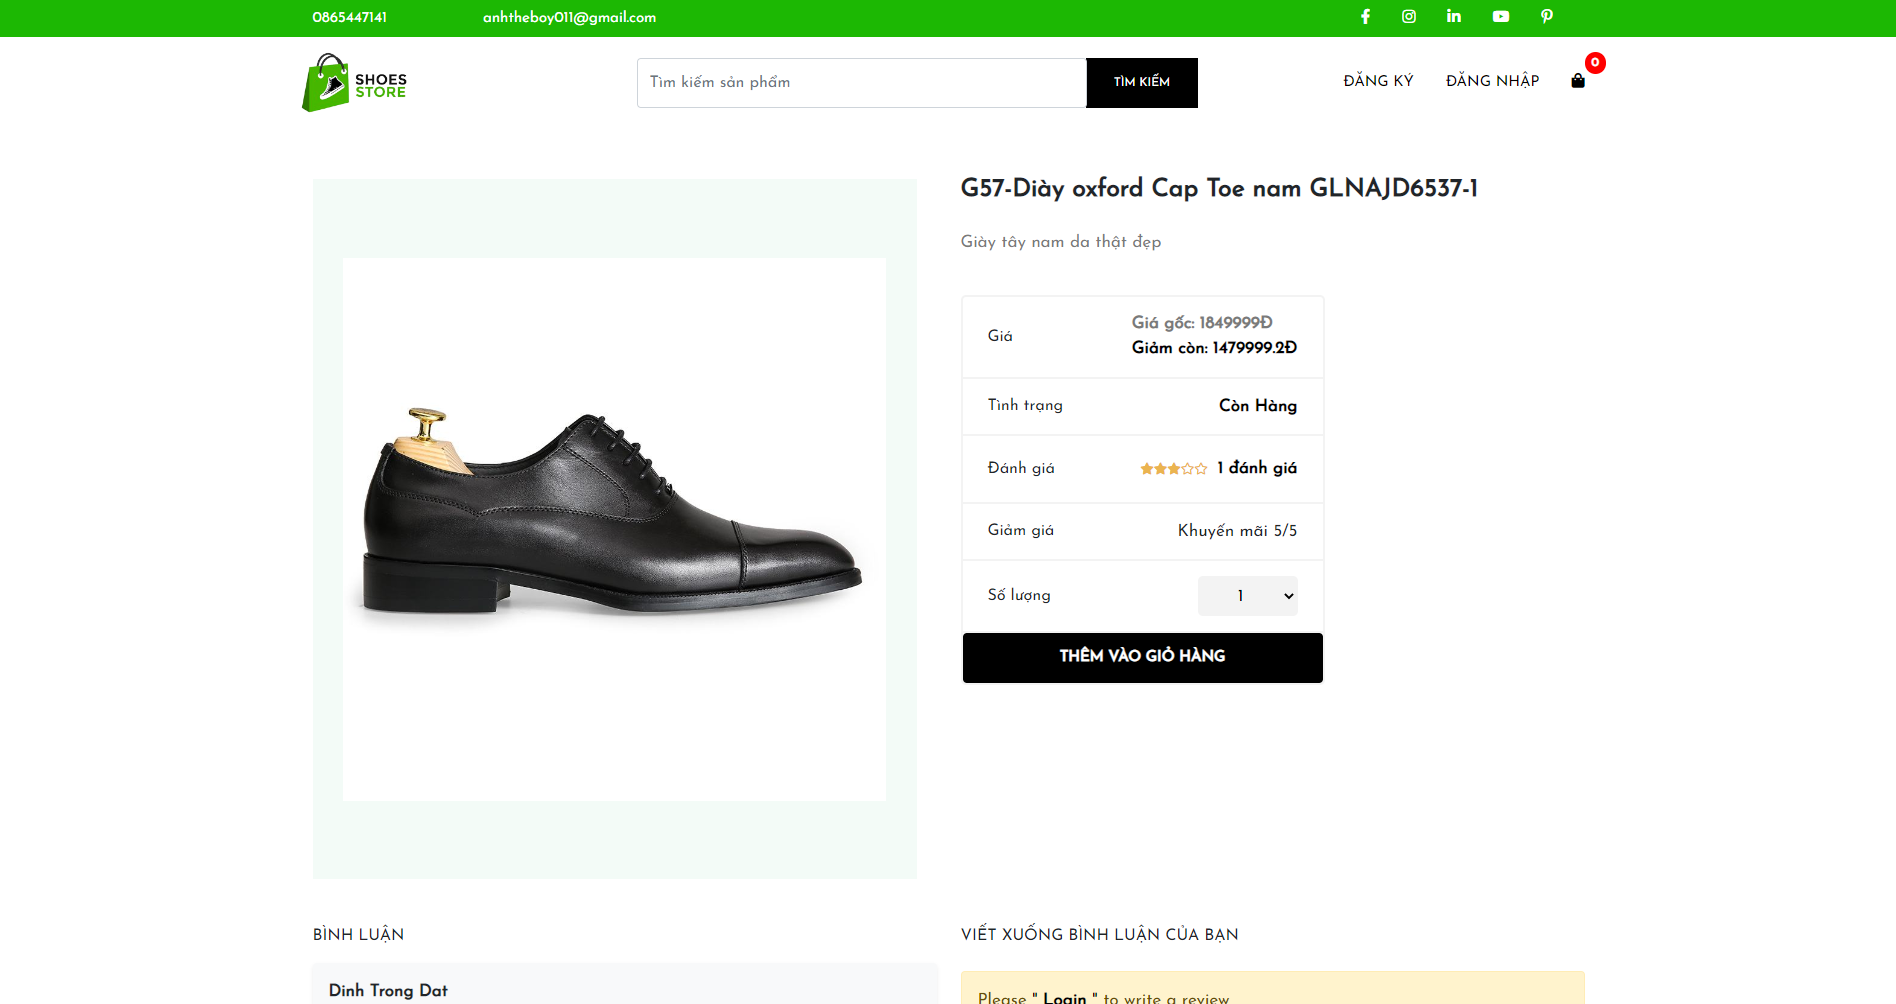 0865447141 anhtheboy011@gmail.com
SHOES
STORE
Tìm kiếm sản phẩm
TÌM KIẾM
ĐĂNG KÝ
ĐĂNG NHẬP
0
G57-Diày oxford Cap Toe nam GLNAJD6537-1
Giày tây nam da thật đẹp
Giá
Giá gốc: 1849999Đ
Giảm còn: 1479999.2Đ
Tình trạng Còn Hàng
Đánh giá 1 đánh giá
Giảm giá Khuyến mãi 5/5
Số lượng 1
THÊM VÀO GIỎ HÀNG
BÌNH LUẬN
Dinh Trong Dat
VIẾT XUỐNG BÌNH LUẬN CỦA BẠN
Please " Login " to write a review